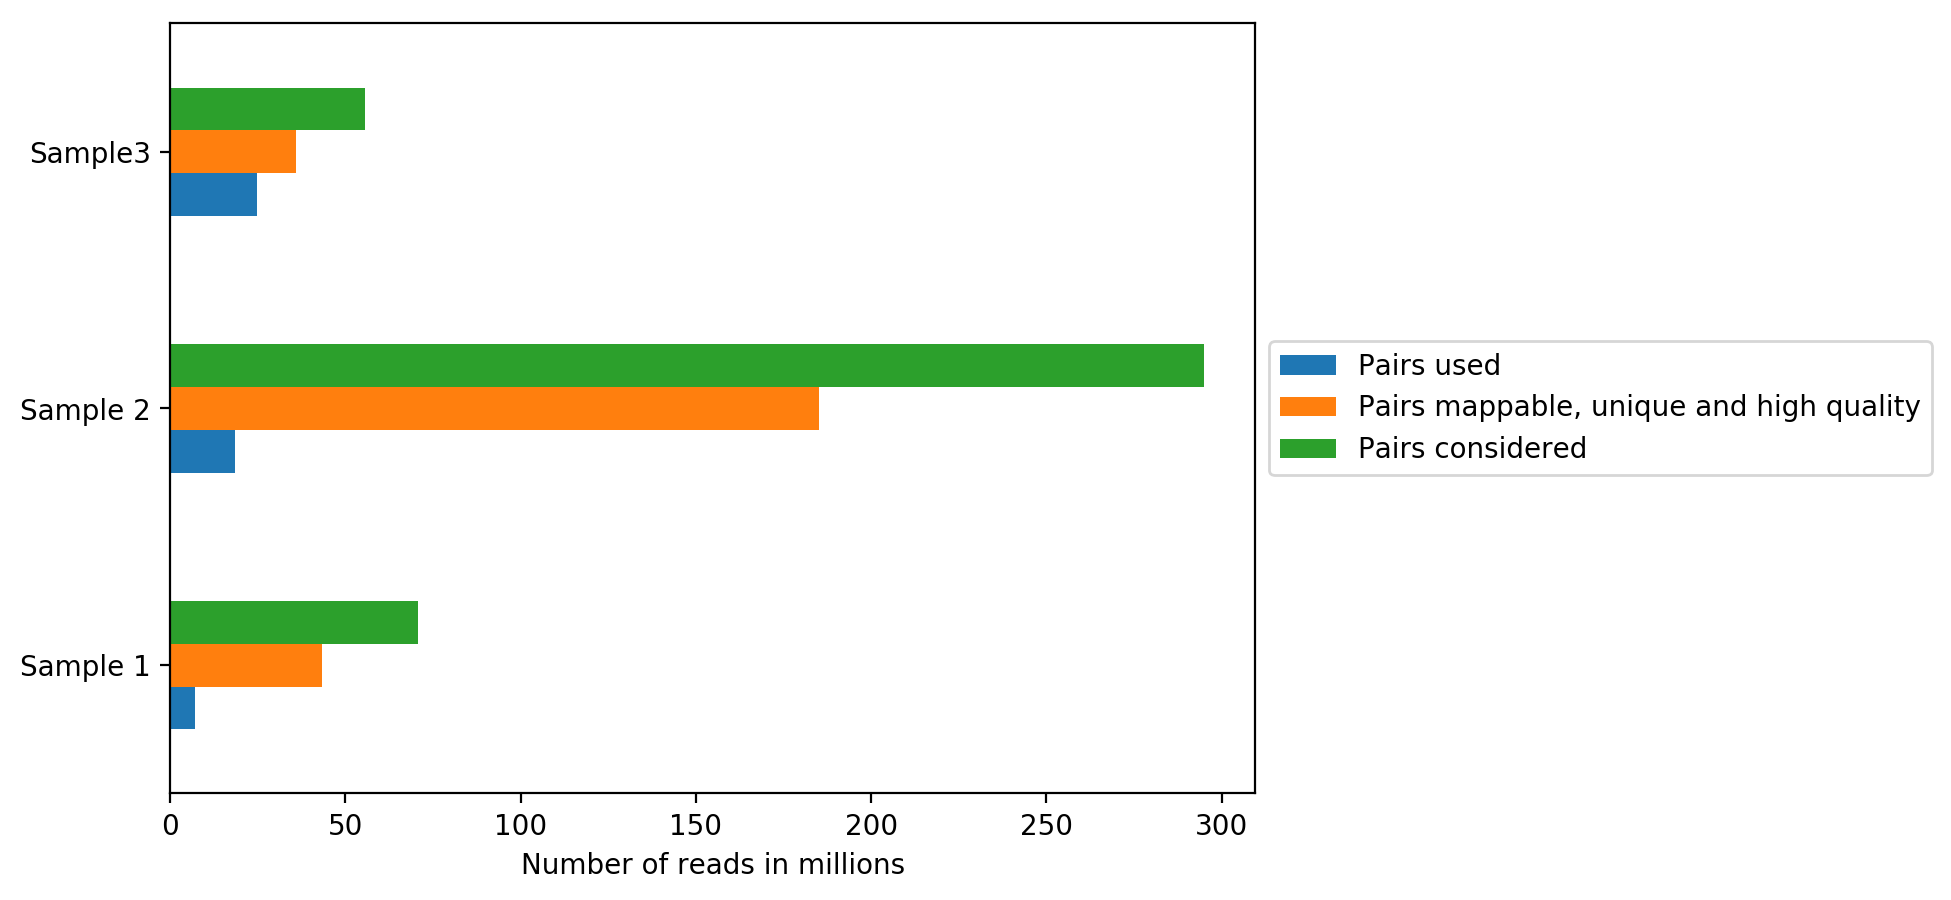 Sample3
Sample 2
Sample 1
0 50 100 150 200 250 300
Number of reads in millions
Pairs used
Pairs mappable, unique and high quality
Pairs considered